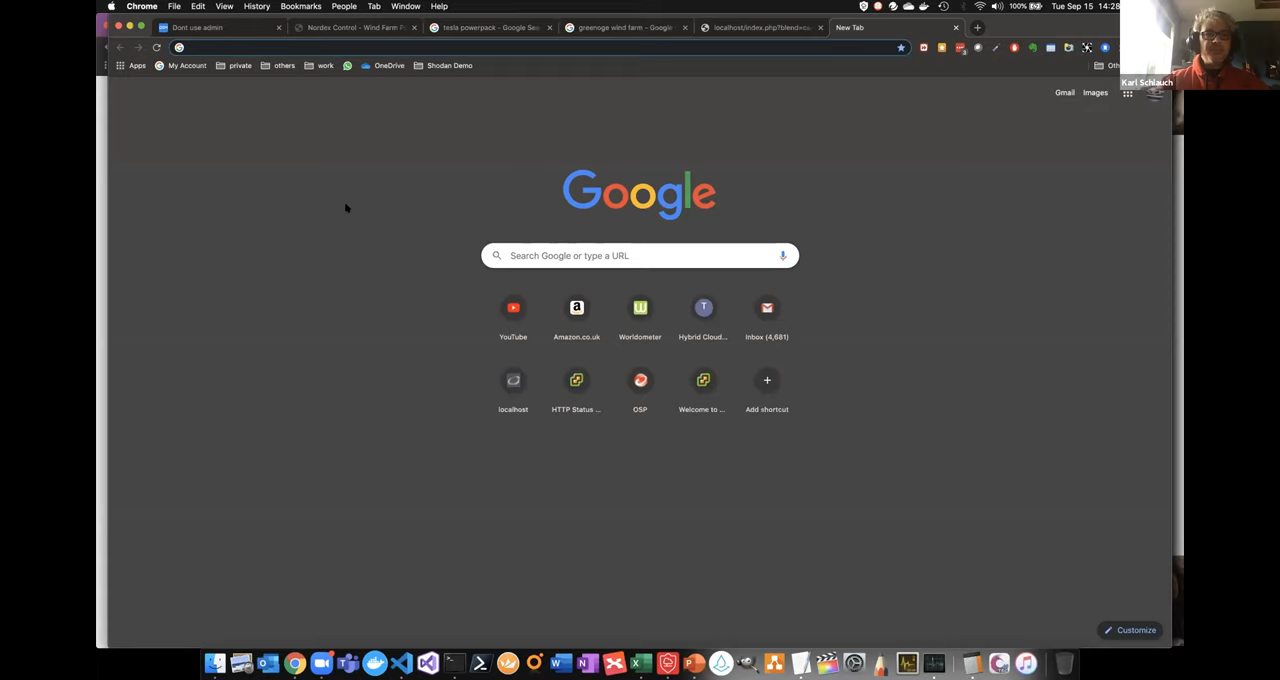 Chrome File Edit View History Bookmarks People Tab Window Help 100% Tue Sep 15 14:28
Dont use admin Nordex Control - Wind Farm P tesla powerpack - Google Sea greenoge wind farm - Google localhost/index.php?blend=ea New Tab
Apps My Account private others work OneDrive Shodan Demo Oth
Karl Schlauch
Gmail Images
Google
Search Google or type a URL
YouTube Amazon.co.uk Worldometer Hybrid Cloud... Inbox (4,681)
localhost HTTP Status ... OSP Welcome to ... Add shortcut
Customize